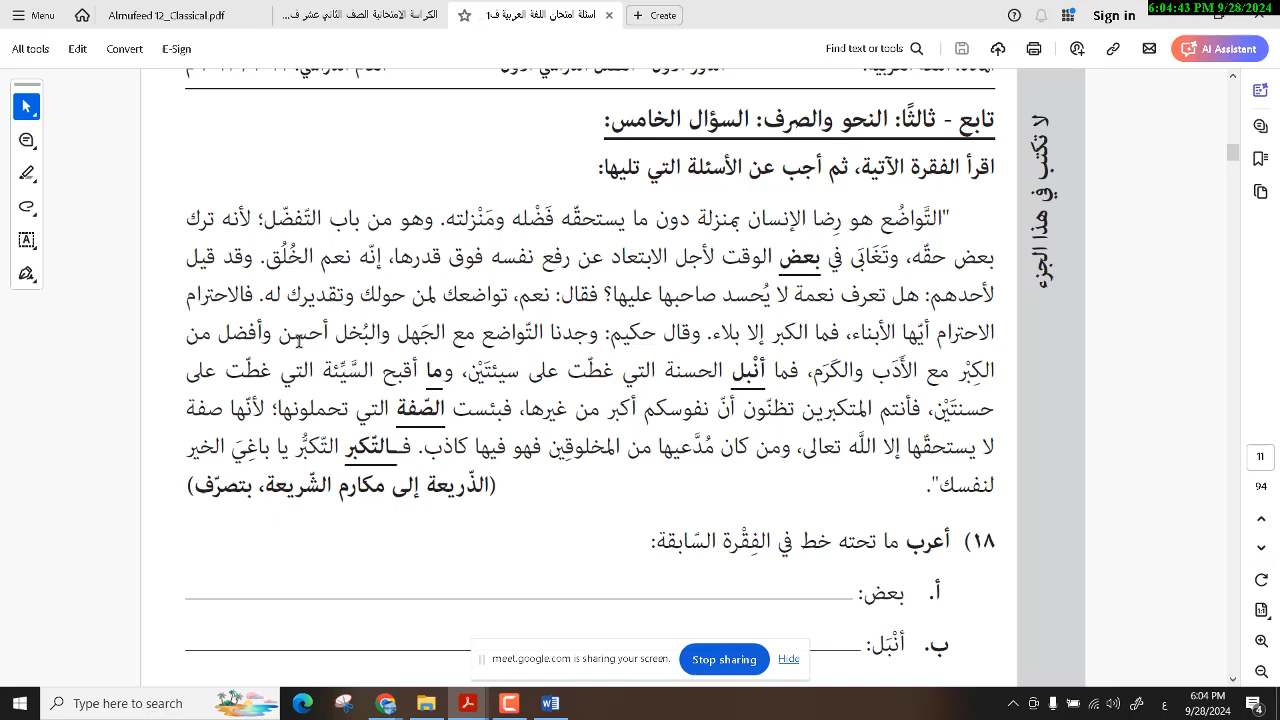 Menu
Almufeed 12_Classical.pdf
الكراسة الامتحانية الصف الثاني عشر ف...
اسئلة امتحان اللغة العربية ف1
Create
Sign in
6:04:43 PM 9/28/2024
All tools
Edit
Convert
E-Sign
Find text or tools
AI Assistant
لا تكتب في هذا الجزء
تابع - ثالثًا: النحو والصرف: السؤال الخامس:
اقرأ الفقرة الآتية، ثم أجب عن الأسئلة التي تليها:
"التَّواضُع هو رِضا الإنسان بمنزلة دون ما يستحقّه فَضْله ومَنْزلته. وهو من باب التّفضّل؛ لأنه ترك
بعض حقّه، وتَغَابَى في بعض الوقت لأجل الابتعاد عن رفع نفسه فوق قدرها، إنّه نعم الخُلُق. وقد قيل
لأحدهم: هل تعرف نعمة لا يُحسد صاحبها عليها؟ فقال: نعم، تواضعك لمن حولك وتقديرك له. فالاحترام
الاحترام أيّها الأبناء، فما الكبر إلا بلاء. وقال حكيم: وجدنا التّواضع مع الجَهل والبُخل أحسن وأفضل من
الكِبْر مع الأَدَب والكَرَم، فما أنْبل الحسنة التي غطّت على سيئتَيْن، وما أقبح السَّيِّئة التي غطّت على
حسنتَيْن، فأنتم المتكبرين تظنّون أنّ نفوسكم أكبر من غيرها، فبئست الصّفة التي تحملونها؛ لأنّها صفة
لا يستحقّها إلا اللَّه تعالى، ومن كان مُدَّعيها من المخلوقِين فهو فيها كاذب. فـالتّكبر التّكبُّر يا باغِيَ الخير
لنفسك".
(الذّريعة إلى مكارم الشّريعة، بتصرّف)
١٨) أعرب ما تحته خط في الفِقْرة السّابقة:
أ. بعض:
ب. أنْبَل:
meet.google.com is sharing your screen.
Stop sharing
Hide
11
94
Type here to search
6:04 PM
9/28/2024
4